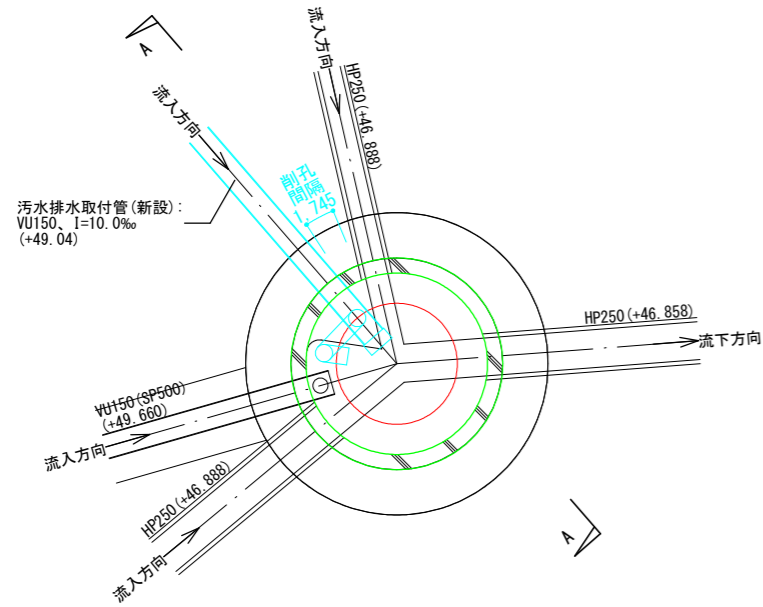 A
流入方向
流入方向
HP250(+46.888)
削孔
間隔
1.745
汚水排水取付管(新設):
VU150、I=10.0‰
(+49.04)
HP250(+46.858)
流下方向
VU150(SP500)
(+49.660)
流入方向
HP250(+46.888)
流入方向
A